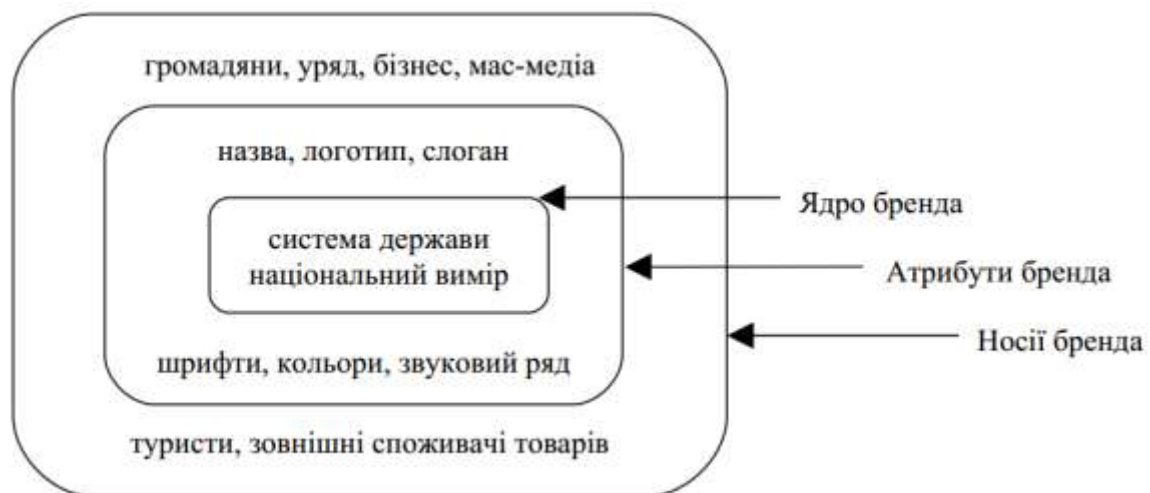 громадяни, уряд, бізнес, мас-медіа
назва, логотип, слоган
Ядро бренда
система держави
національний вимір
Атрибути бренда
Носії бренда
шрифти, кольори, звуковий ряд
туристи, зовнішні споживачі товарів